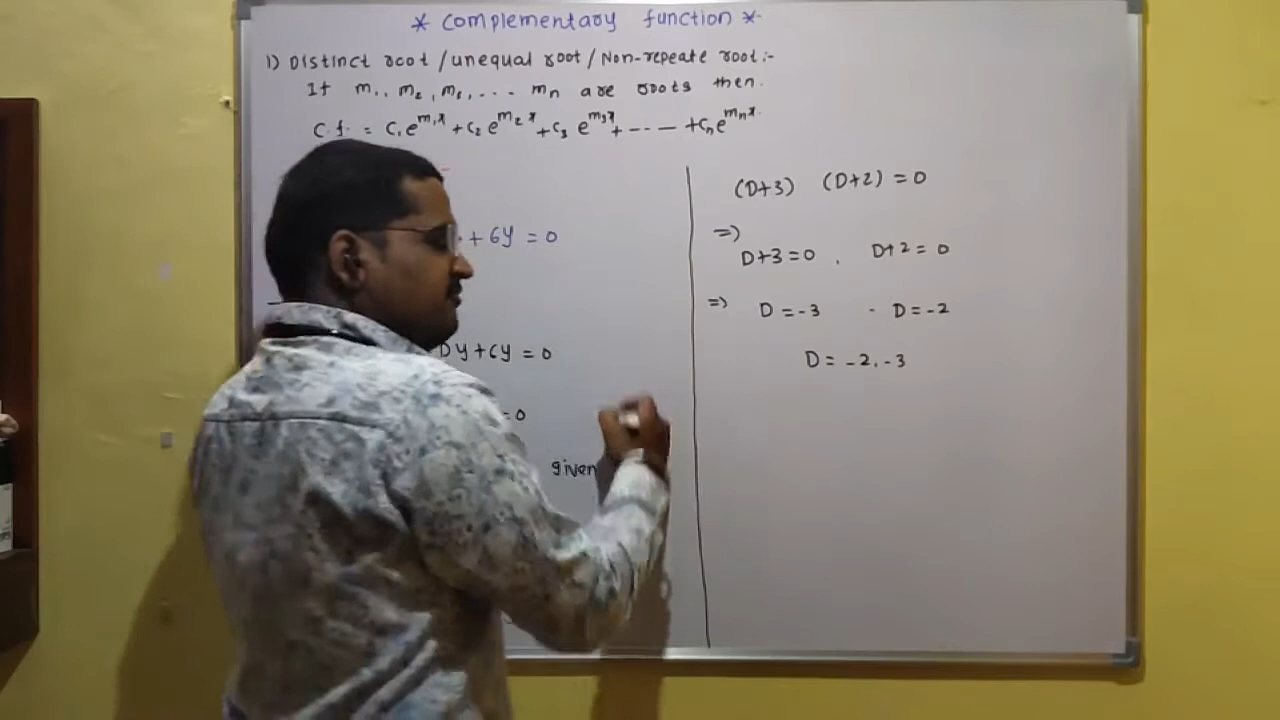 * Complementary function *
1) Distinct root / unequal root / Non-repeate root :-
If m₁, m₂, m₃, ... mₙ are roots then.
C.f. = C₁e^m₁x + C₂e^m₂x + C₃e^m₃x + ---- + Cₙe^mₙx.
+ 6y = 0
Dy + 6y = 0
= 0
given
(D+3) (D+2) = 0
=>
D+3=0 , D+2=0
=> D = -3 - D = -2
D = -2, -3